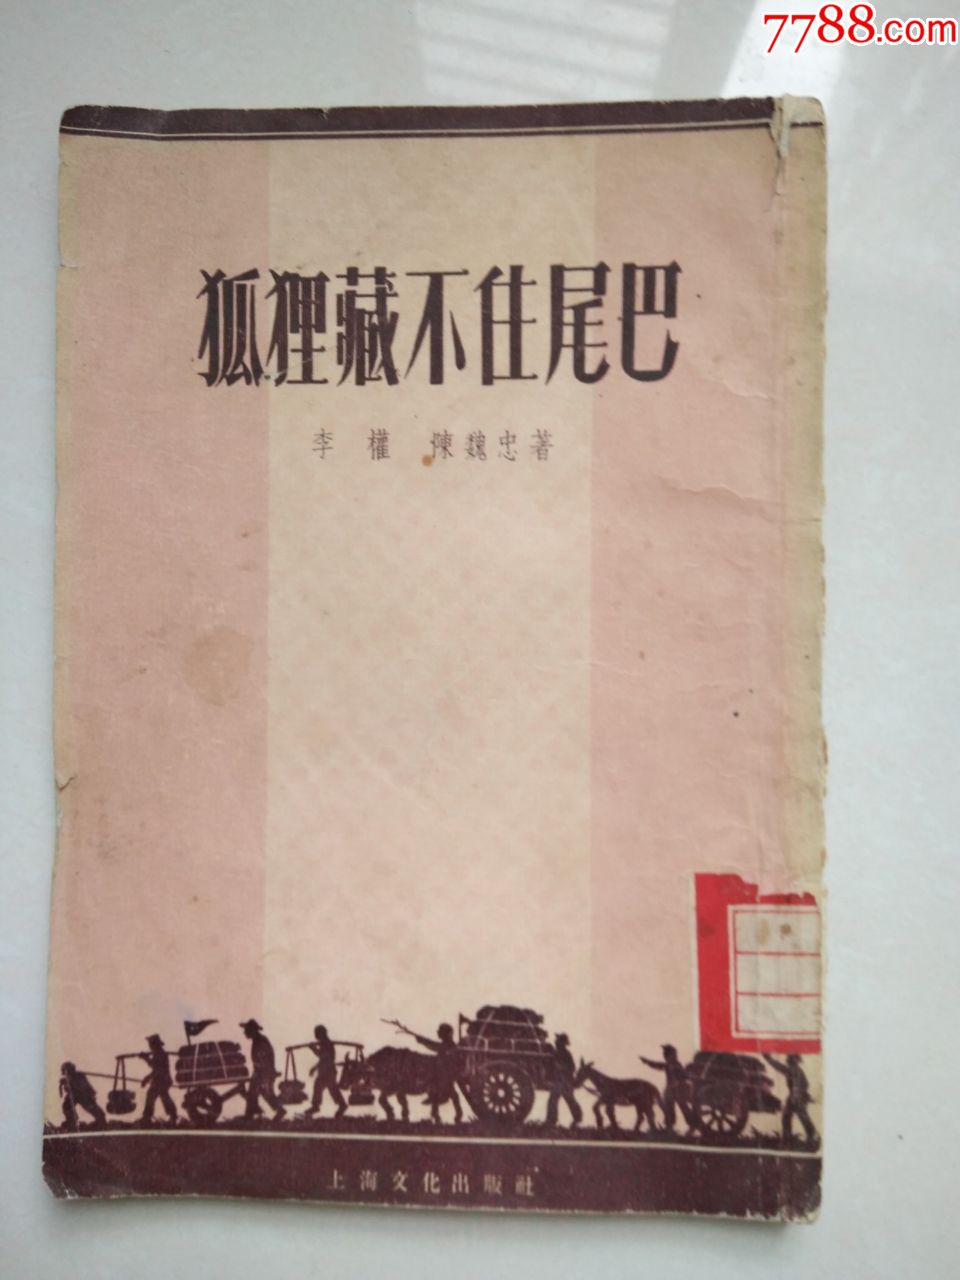 7788.com
狐狸藏不住尾巴
李權 陳魏忠著
上海文化出版社